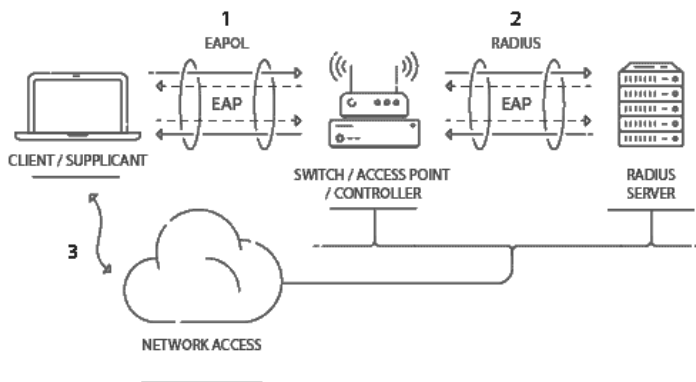 1
EAPOL
EAP
CLIENT / SUPPLICANT
2
RADIUS
EAP
SWITCH / ACCESS POINT
/ CONTROLLER
RADIUS
SERVER
3
NETWORK ACCESS